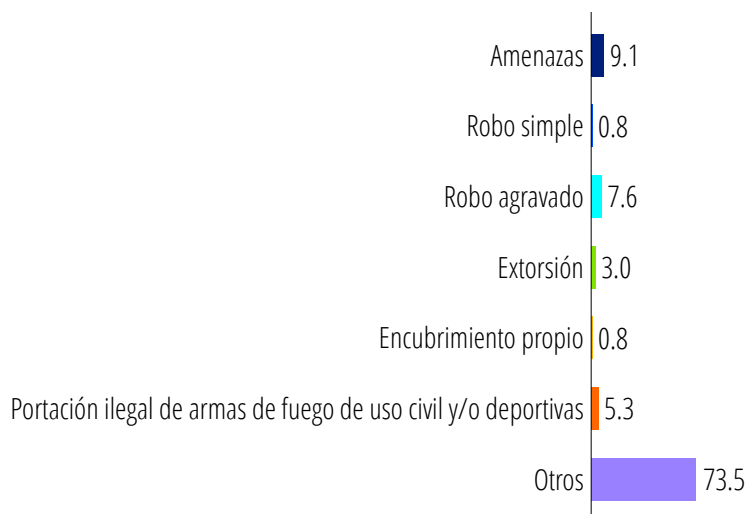 Amenazas 9.1
Robo simple 0.8
Robo agravado 7.6
Extorsión 3.0
Encubrimiento propio 0.8
Portación ilegal de armas de fuego de uso civil y/o deportivas 5.3
Otros 73.5